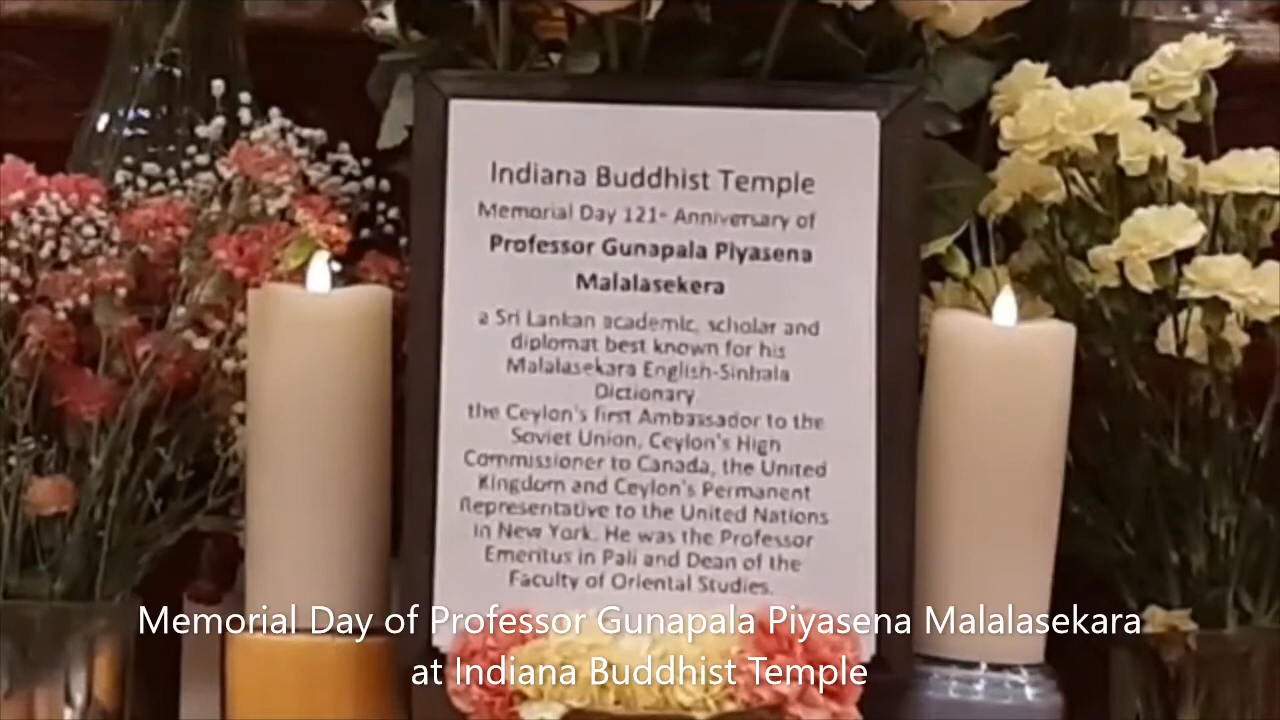 Indiana Buddhist Temple
Memorial Day 121st Anniversary of
Professor Gunapala Piyasena
Malalasekera
a Sri Lankan academic, scholar and
diplomat best known for his
Malalasekara English-Sinhala
Dictionary
the Ceylon's first Ambassador to the
Soviet Union, Ceylon's High
Commissioner to Canada, the United
Kingdom and Ceylon's Permanent
Representative to the United Nations
in New York. He was the Professor
Emeritus in Pali and Dean of the
Faculty of Oriental Studies.
Memorial Day of Professor Gunapala Piyasena Malalasekara
at Indiana Buddhist Temple